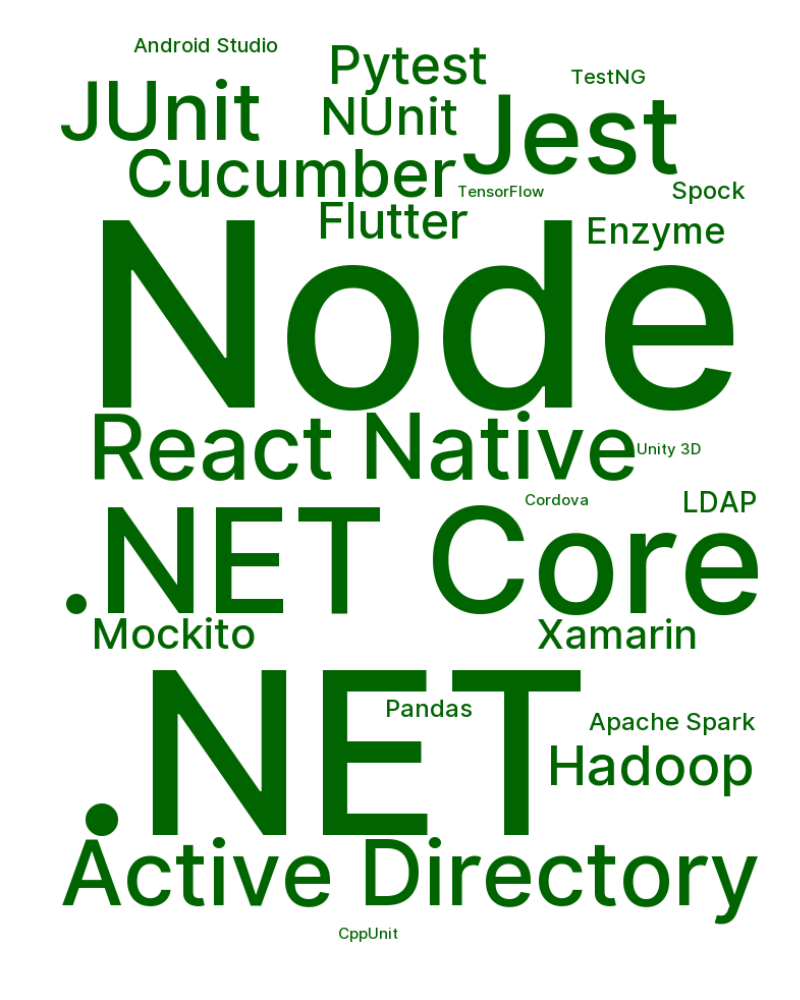 Android Studio
Pytest
TestNG
JUnit
NUnit
Jest
Cucumber
TensorFlow
Spock
Flutter
Enzyme
Node
React Native
Unity 3D
Cordova
LDAP
.NET Core
Mockito
Xamarin
.NET
Pandas
Apache Spark
Hadoop
Active Directory
CppUnit